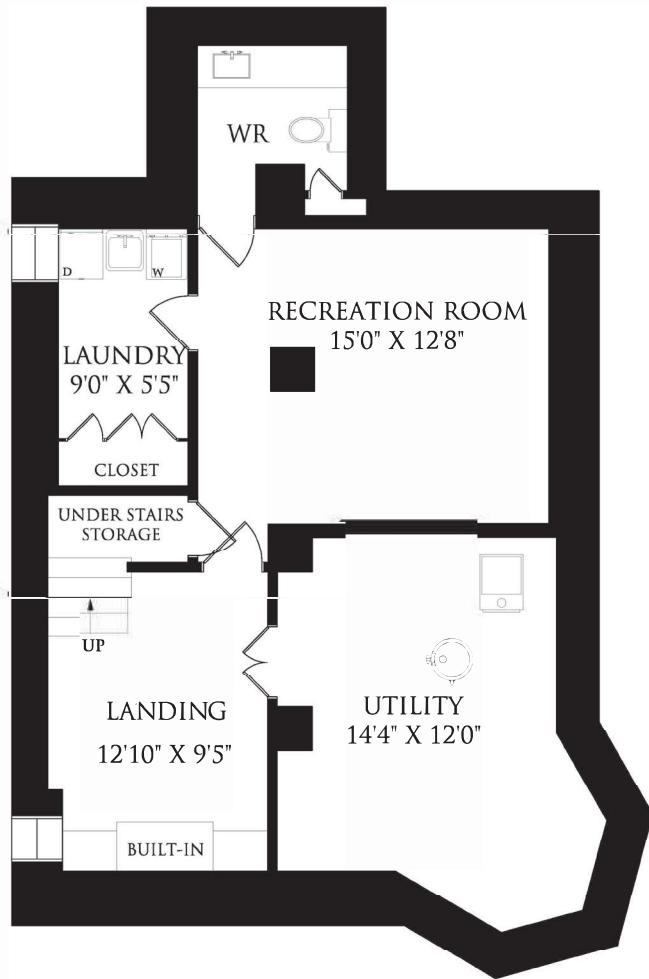 WR
D
W
RECREATION ROOM
15'0" X 12'8"
LAUNDRY
9'0" X 5'5"
CLOSET
UNDER STAIRS
STORAGE
UP
LANDING
12'10" X 9'5"
UTILITY
14'4" X 12'0"
BUILT-IN